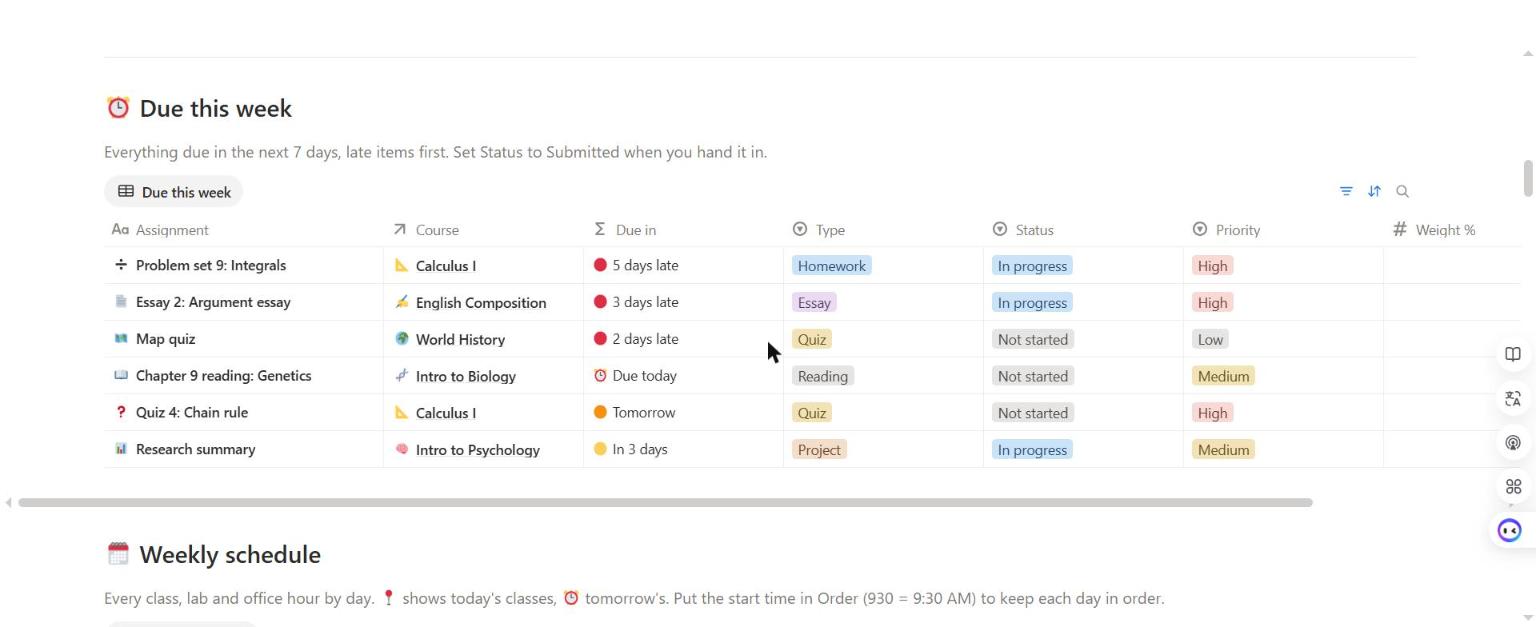 Due this week
Everything due in the next 7 days, late items first. Set Status to Submitted when you hand it in.
Due this week
Aa Assignment Course Σ Due in Type Status Priority # Weight %
Problem set 9: Integrals Calculus I 5 days late Homework In progress High
Essay 2: Argument essay English Composition 3 days late Essay In progress High
Map quiz World History 2 days late Quiz Not started Low
Chapter 9 reading: Genetics Intro to Biology Due today Reading Not started Medium
Quiz 4: Chain rule Calculus I Tomorrow Quiz Not started High
Research summary Intro to Psychology In 3 days Project In progress Medium
Weekly schedule
Every class, lab and office hour by day. 📍 shows today's classes, ⏰ tomorrow's. Put the start time in Order (930 = 9:30 AM) to keep each day in order.